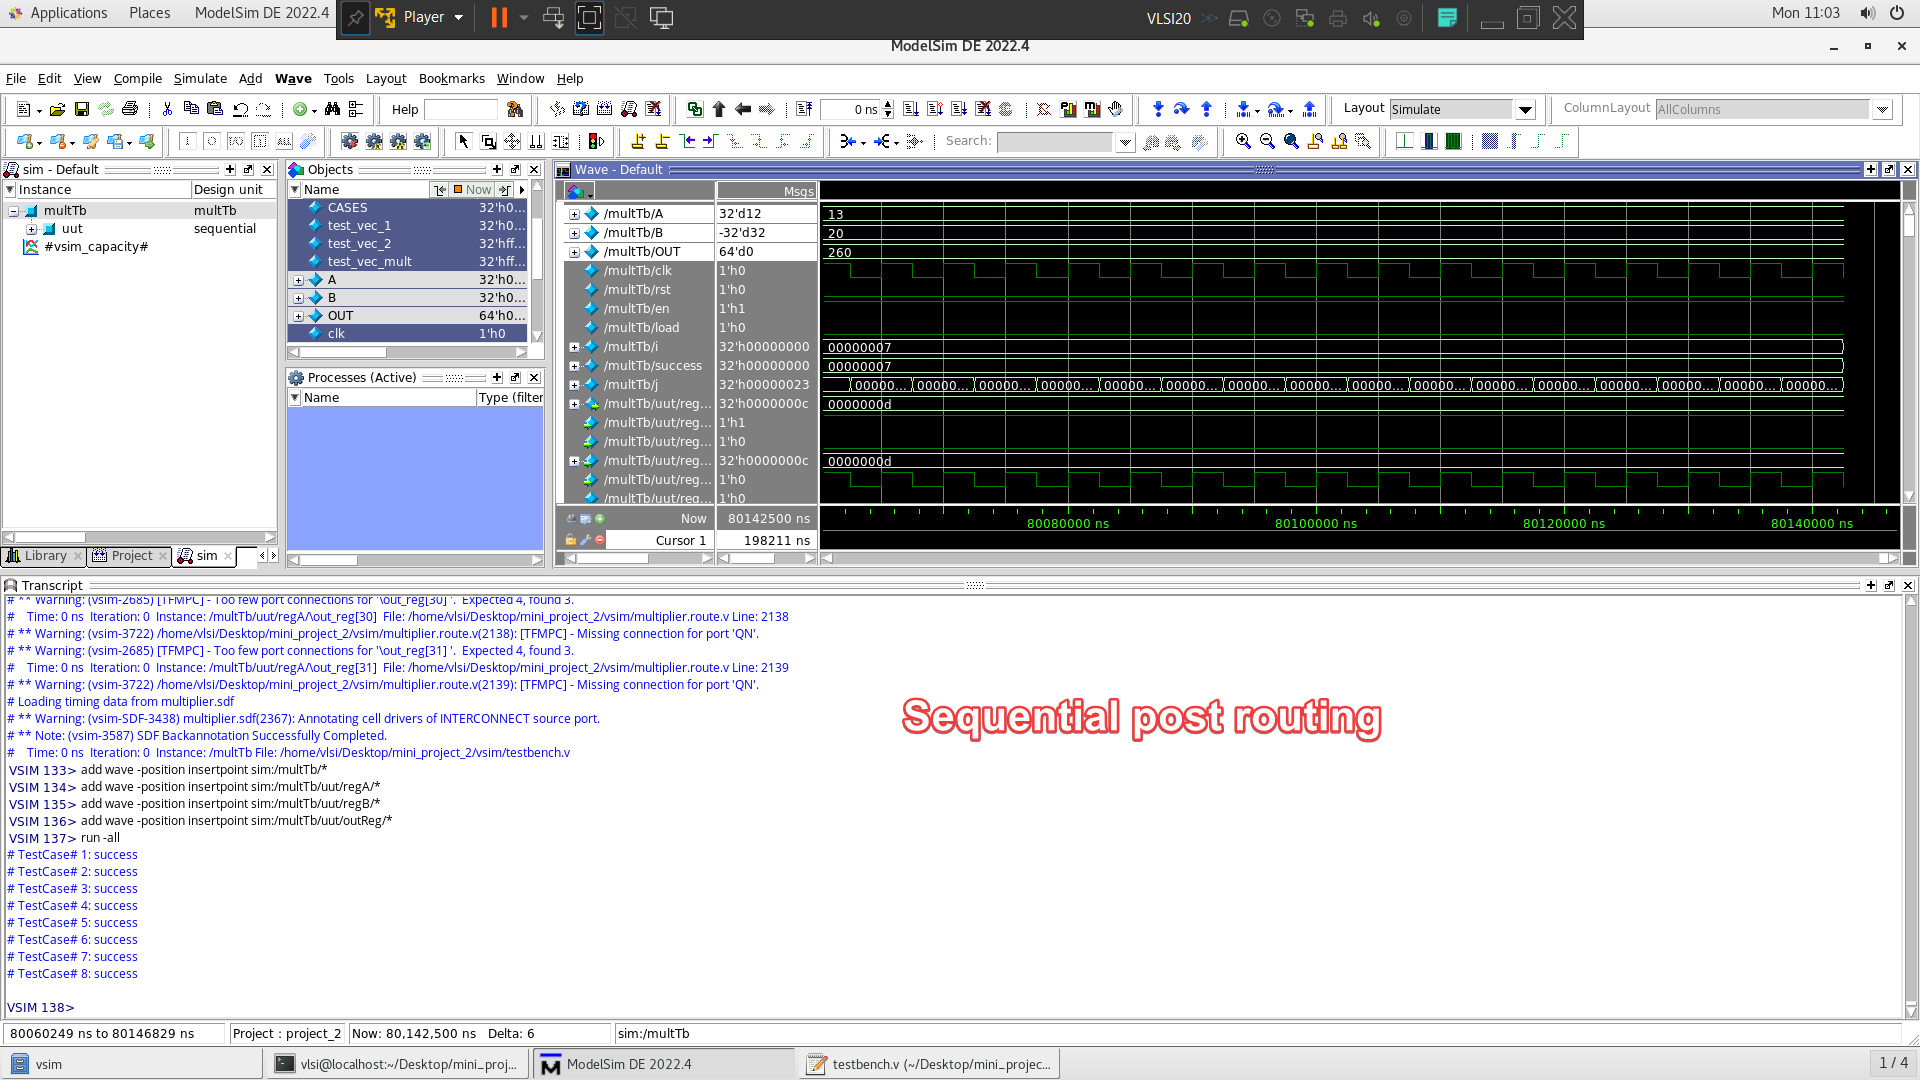 Applications Places ModelSim DE 2022.4
Player
VLSI20
Mon 11:03
ModelSim DE 2022.4
File Edit View Compile Simulate Add Wave Tools Layout Bookmarks Window Help
Help
0 ns
Layout Simulate
ColumnLayout AllColumns
Search:
sim - Default
Instance Design unit
multTb multTb
uut sequential
#vsim_capacity#
Library Project sim
Objects
Name Now
CASES 32'h0...
test_vec_1 32'h0...
test_vec_2 32'hff...
test_vec_mult 32'hff...
A 32'h0...
B 32'h0...
OUT 64'h0...
clk 1'h0
Processes (Active)
Name Type (filter
Wave - Default
Msgs
/multTb/A 32'd12 13
/multTb/B -32'd32 20
/multTb/OUT 64'd0 260
/multTb/clk 1'h0
/multTb/rst 1'h0
/multTb/en 1'h1
/multTb/load 1'h0
/multTb/i 32'h00000000 00000007
/multTb/success 32'h00000000 00000007
/multTb/j 32'h00000023 00000... 00000... 00000... 00000... 00000... 00000... 00000... 00000... 00000... 00000... 00000... 00000... 00000... 00000... 00000... 00000...
/multTb/uut/reg... 32'h0000000c 0000000d
/multTb/uut/reg... 1'h1
/multTb/uut/reg... 1'h0
/multTb/uut/reg... 32'h0000000c 0000000d
/multTb/uut/reg... 1'h0
/multTb/uut/reg... 1'h0
Now 80142500 ns 80080000 ns 80100000 ns 80120000 ns 80140000 ns
Cursor 1 198211 ns
Transcript
# ** Warning: (vsim-2685) [TFMPC] - Too few port connections for '\out_reg[30] '. Expected 4, found 3.
# Time: 0 ns Iteration: 0 Instance: /multTb/uut/regA/\out_reg[30] File: /home/vlsi/Desktop/mini_project_2/vsim/multiplier.route.v Line: 2138
# ** Warning: (vsim-3722) /home/vlsi/Desktop/mini_project_2/vsim/multiplier.route.v(2138): [TFMPC] - Missing connection for port 'QN'.
# ** Warning: (vsim-2685) [TFMPC] - Too few port connections for '\out_reg[31] '. Expected 4, found 3.
# Time: 0 ns Iteration: 0 Instance: /multTb/uut/regA/\out_reg[31] File: /home/vlsi/Desktop/mini_project_2/vsim/multiplier.route.v Line: 2139
# ** Warning: (vsim-3722) /home/vlsi/Desktop/mini_project_2/vsim/multiplier.route.v(2139): [TFMPC] - Missing connection for port 'QN'.
# Loading timing data from multiplier.sdf
# ** Warning: (vsim-SDF-3438) multiplier.sdf(2367): Annotating cell drivers of INTERCONNECT source port.
# ** Note: (vsim-3587) SDF Backannotation Successfully Completed.
# Time: 0 ns Iteration: 0 Instance: /multTb File: /home/vlsi/Desktop/mini_project_2/vsim/testbench.v
VSIM 133> add wave -position insertpoint sim:/multTb/*
VSIM 134> add wave -position insertpoint sim:/multTb/uut/regA/*
VSIM 135> add wave -position insertpoint sim:/multTb/uut/regB/*
VSIM 136> add wave -position insertpoint sim:/multTb/uut/outReg/*
VSIM 137> run -all
# TestCase# 1: success
# TestCase# 2: success
# TestCase# 3: success
# TestCase# 4: success
# TestCase# 5: success
# TestCase# 6: success
# TestCase# 7: success
# TestCase# 8: success
VSIM 138>
Sequential post routing
80060249 ns to 80146829 ns Project : project_2 Now: 80,142,500 ns Delta: 6 sim:/multTb
vsim vlsi@localhost:~/Desktop/mini_proj... ModelSim DE 2022.4 testbench.v (~/Desktop/mini_projec... 1 / 4